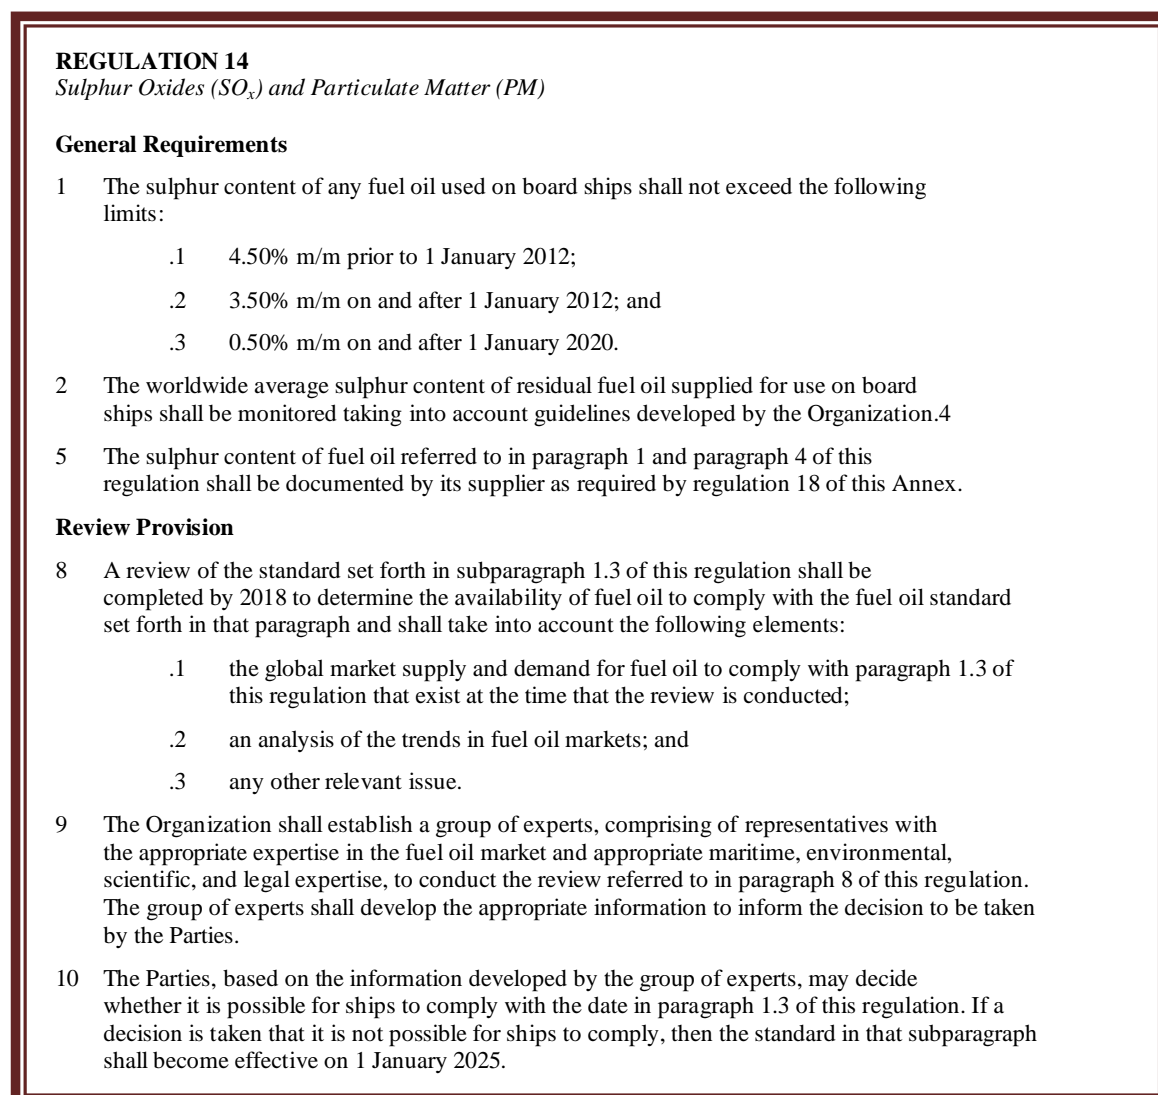 REGULATION 14
Sulphur Oxides (SOx) and Particulate Matter (PM)
General Requirements
1 The sulphur content of any fuel oil used on board ships shall not exceed the following
limits:
.1 4.50% m/m prior to 1 January 2012;
.2 3.50% m/m on and after 1 January 2012; and
.3 0.50% m/m on and after 1 January 2020.
2 The worldwide average sulphur content of residual fuel oil supplied for use on board
ships shall be monitored taking into account guidelines developed by the Organization.4
5 The sulphur content of fuel oil referred to in paragraph 1 and paragraph 4 of this
regulation shall be documented by its supplier as required by regulation 18 of this Annex.
Review Provision
8 A review of the standard set forth in subparagraph 1.3 of this regulation shall be
completed by 2018 to determine the availability of fuel oil to comply with the fuel oil standard
set forth in that paragraph and shall take into account the following elements:
.1 the global market supply and demand for fuel oil to comply with paragraph 1.3 of
this regulation that exist at the time that the review is conducted;
.2 an analysis of the trends in fuel oil markets; and
.3 any other relevant issue.
9 The Organization shall establish a group of experts, comprising of representatives with
the appropriate expertise in the fuel oil market and appropriate maritime, environmental,
scientific, and legal expertise, to conduct the review referred to in paragraph 8 of this regulation.
The group of experts shall develop the appropriate information to inform the decision to be taken
by the Parties.
10 The Parties, based on the information developed by the group of experts, may decide
whether it is possible for ships to comply with the date in paragraph 1.3 of this regulation. If a
decision is taken that it is not possible for ships to comply, then the standard in that subparagraph
shall become effective on 1 January 2025.